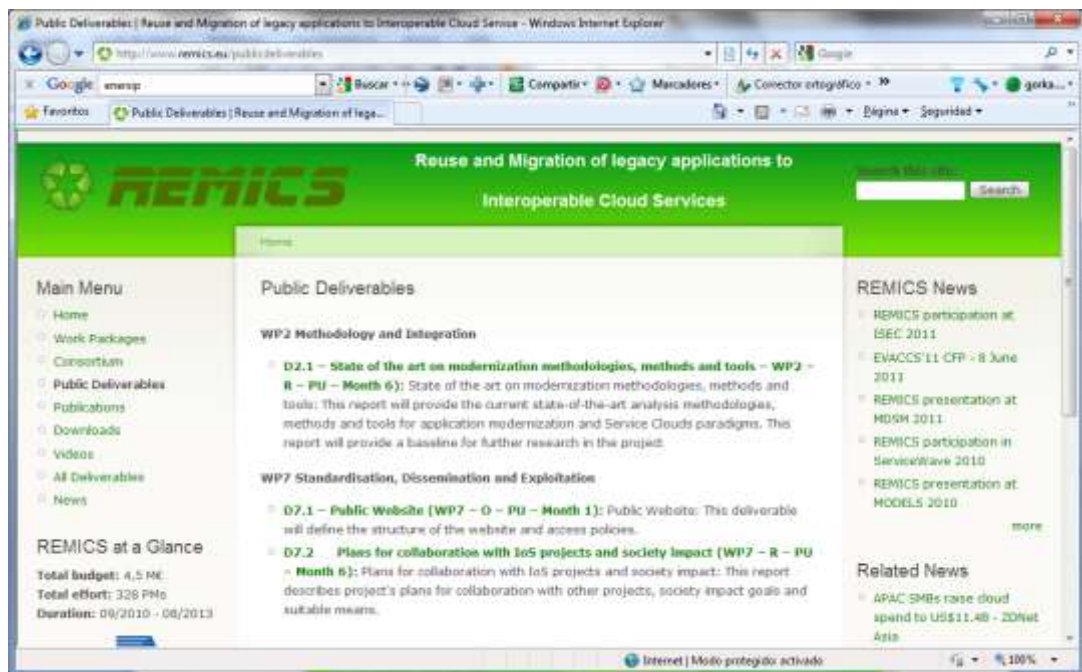 Public Deliverables | Reuse and Migration of legacy applications to Interoperable Cloud Service - Windows Internet Explorer
http://www.remics.eu/publicdeliverables
Google
Google enersip Buscar Compartir Marcadores Corrector ortográfico gorka...
Favoritos Public Deliverables | Reuse and Migration of lega... Página Seguridad
REMICS
Reuse and Migration of legacy applications to
Interoperable Cloud Services
Search this site:
Search
Home
Main Menu
Home
Work Packages
Consortium
Public Deliverables
Publications
Downloads
Videos
All Deliverables
News
REMICS at a Glance
Total budget: 4,5 M€
Total effort: 328 PMs
Duration: 09/2010 - 08/2013
Public Deliverables
WP2 Methodology and Integration
D2.1 – State of the art on modernization methodologies, methods and tools – WP2 –
R – PU – Month 6): State of the art on modernization methodologies, methods and
tools: This report will provide the current state-of-the-art analysis methodologies,
methods and tools for application modernization and Service Clouds paradigms. This
report will provide a baseline for further research in the project
WP7 Standardisation, Dissemination and Exploitation
D7.1 – Public Website (WP7 – O – PU – Month 1): Public Website: This deliverable
will define the structure of the website and access policies.
D7.2 Plans for collaboration with IoS projects and society impact (WP7 – R – PU
– Month 6): Plans for collaboration with IoS projects and society impact: This report
describes project's plans for collaboration with other projects, society impact goals and
suitable means.
REMICS News
REMICS participation at
ISEC 2011
EVACCS'11 CFP - 8 June
2011
REMICS presentation at
MDSM 2011
REMICS participation in
ServiceWave 2010
REMICS presentation at
MODELS 2010
more
Related News
APAC SMBs raise cloud
spend to US$11.4B - ZDNet
Asia
Internet | Modo protegido: activado
100%